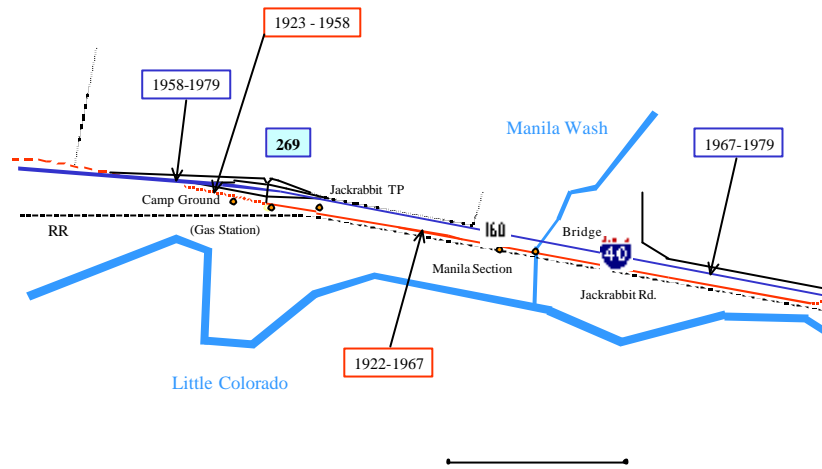 1923 - 1958
1958-1979
Manila Wash
269
1967-1979
Jackrabbit TP
Camp Ground
160
RR
(Gas Station)
Bridge
40
Manila Section
Jackrabbit Rd.
1922-1967
Little Colorado